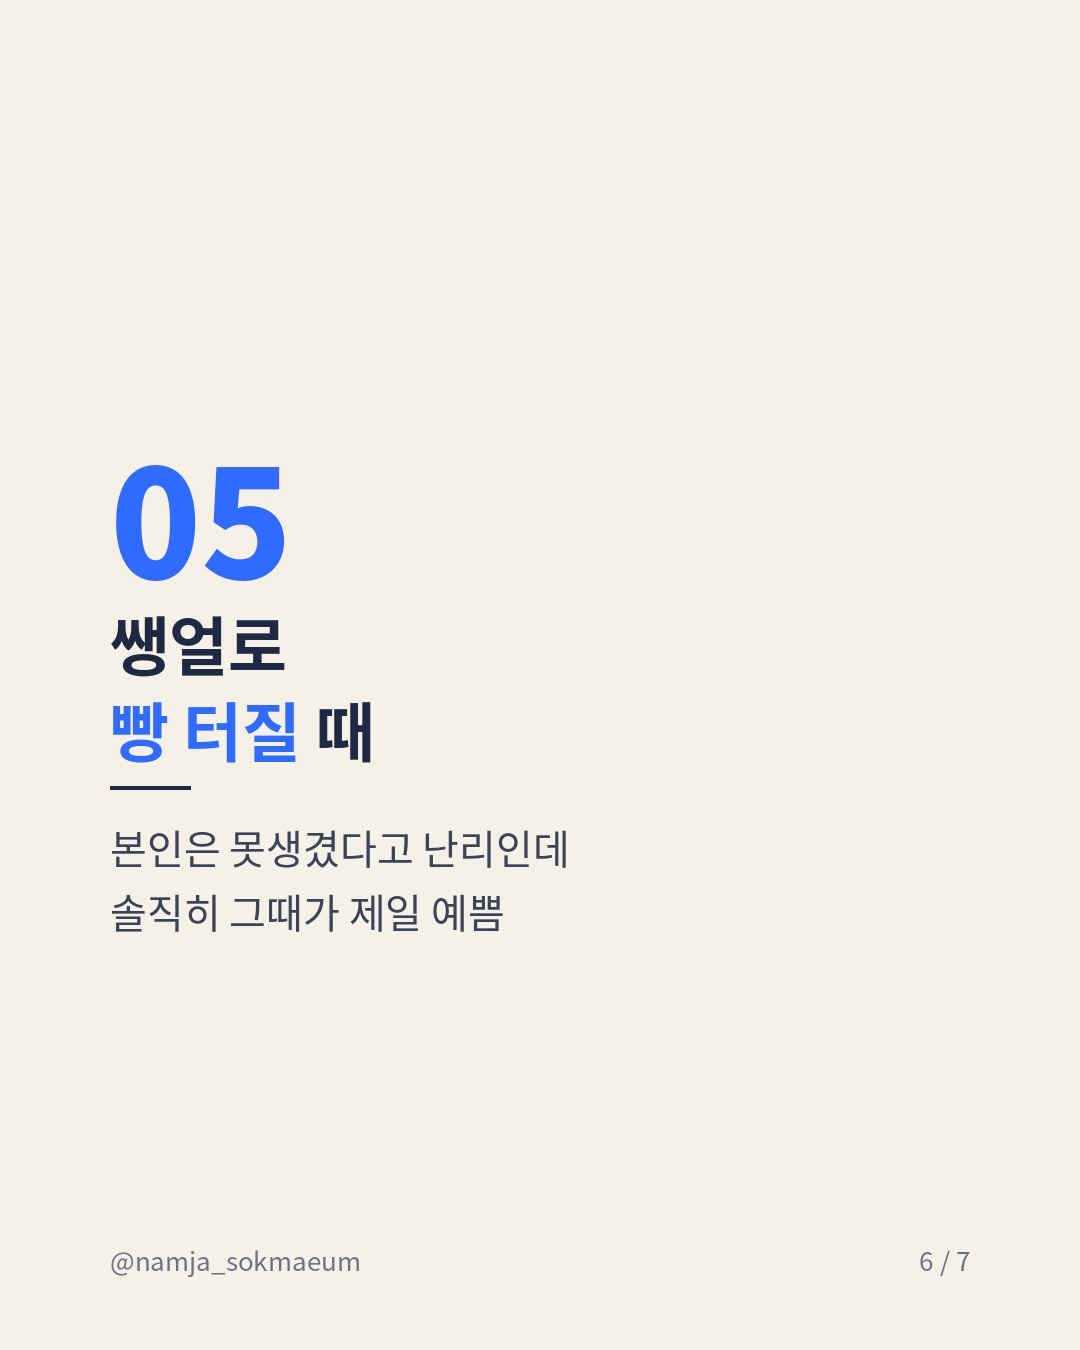 05
쌩얼로
빵 터질 때
본인은 못생겼다고 난리인데
솔직히 그때가 제일 예쁨
@namja_sokmaeum
6 / 7